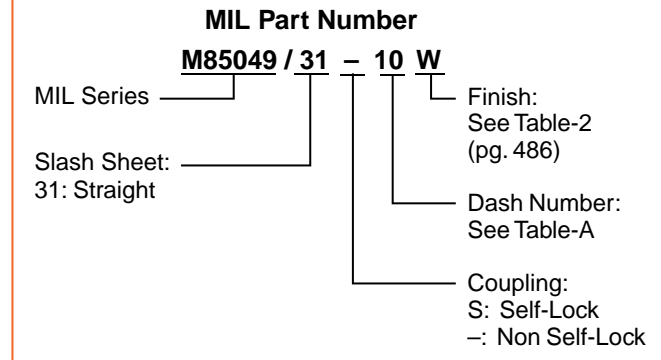 MIL Part Number
M85049 / 31 – 10 W
MIL Series
Slash Sheet:
31: Straight
Finish:
See Table-2
(pg. 486)
Dash Number:
See Table-A
Coupling:
S: Self-Lock
–: Non Self-Lock